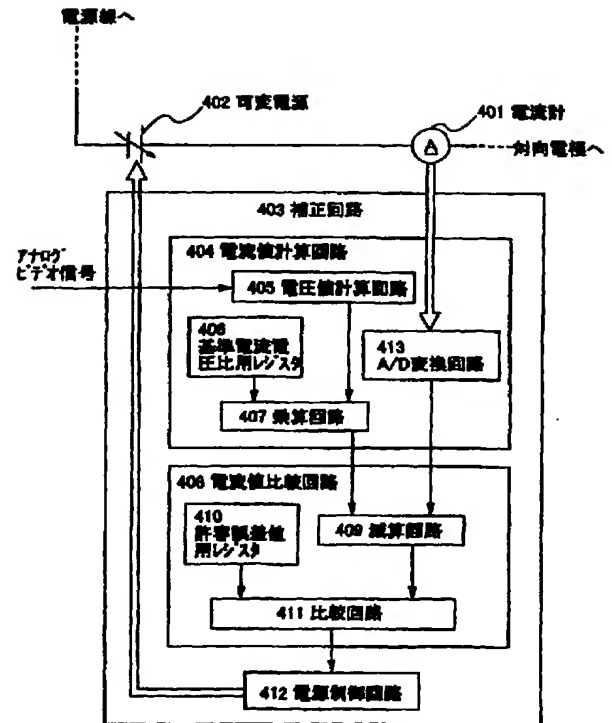 電源線へ
402 可変電源
401 電流計
A
対向電極へ
403 補正回路
アナログ
ビデオ信号
404 電流値計算回路
405 電圧値計算回路
406
基準電流電
圧比用レジスタ
413
A/D変換回路
407 乗算回路
408 電流値比較回路
410
許容誤差値
用レジスタ
409 減算回路
411 比較回路
412 電源制御回路